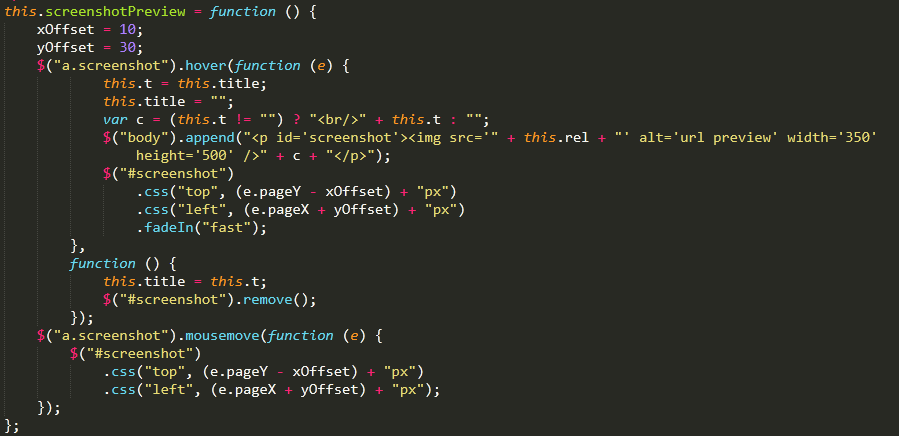 this.screenshotPreview = function () {
    xOffset = 10;
    yOffset = 30;
    $("a.screenshot").hover(function (e) {
            this.t = this.title;
            this.title = "";
            var c = (this.t != "") ? "<br/>" + this.t : "";
            $("body").append("<p id='screenshot'><img src='" + this.rel + "' alt='url preview' width='350'
                height='500' />" + c + "</p>");
            $("#screenshot")
                .css("top", (e.pageY - xOffset) + "px")
                .css("left", (e.pageX + yOffset) + "px")
                .fadeIn("fast");
        },
        function () {
            this.title = this.t;
            $("#screenshot").remove();
        });
    $("a.screenshot").mousemove(function (e) {
        $("#screenshot")
            .css("top", (e.pageY - xOffset) + "px")
            .css("left", (e.pageX + yOffset) + "px");
    });
};